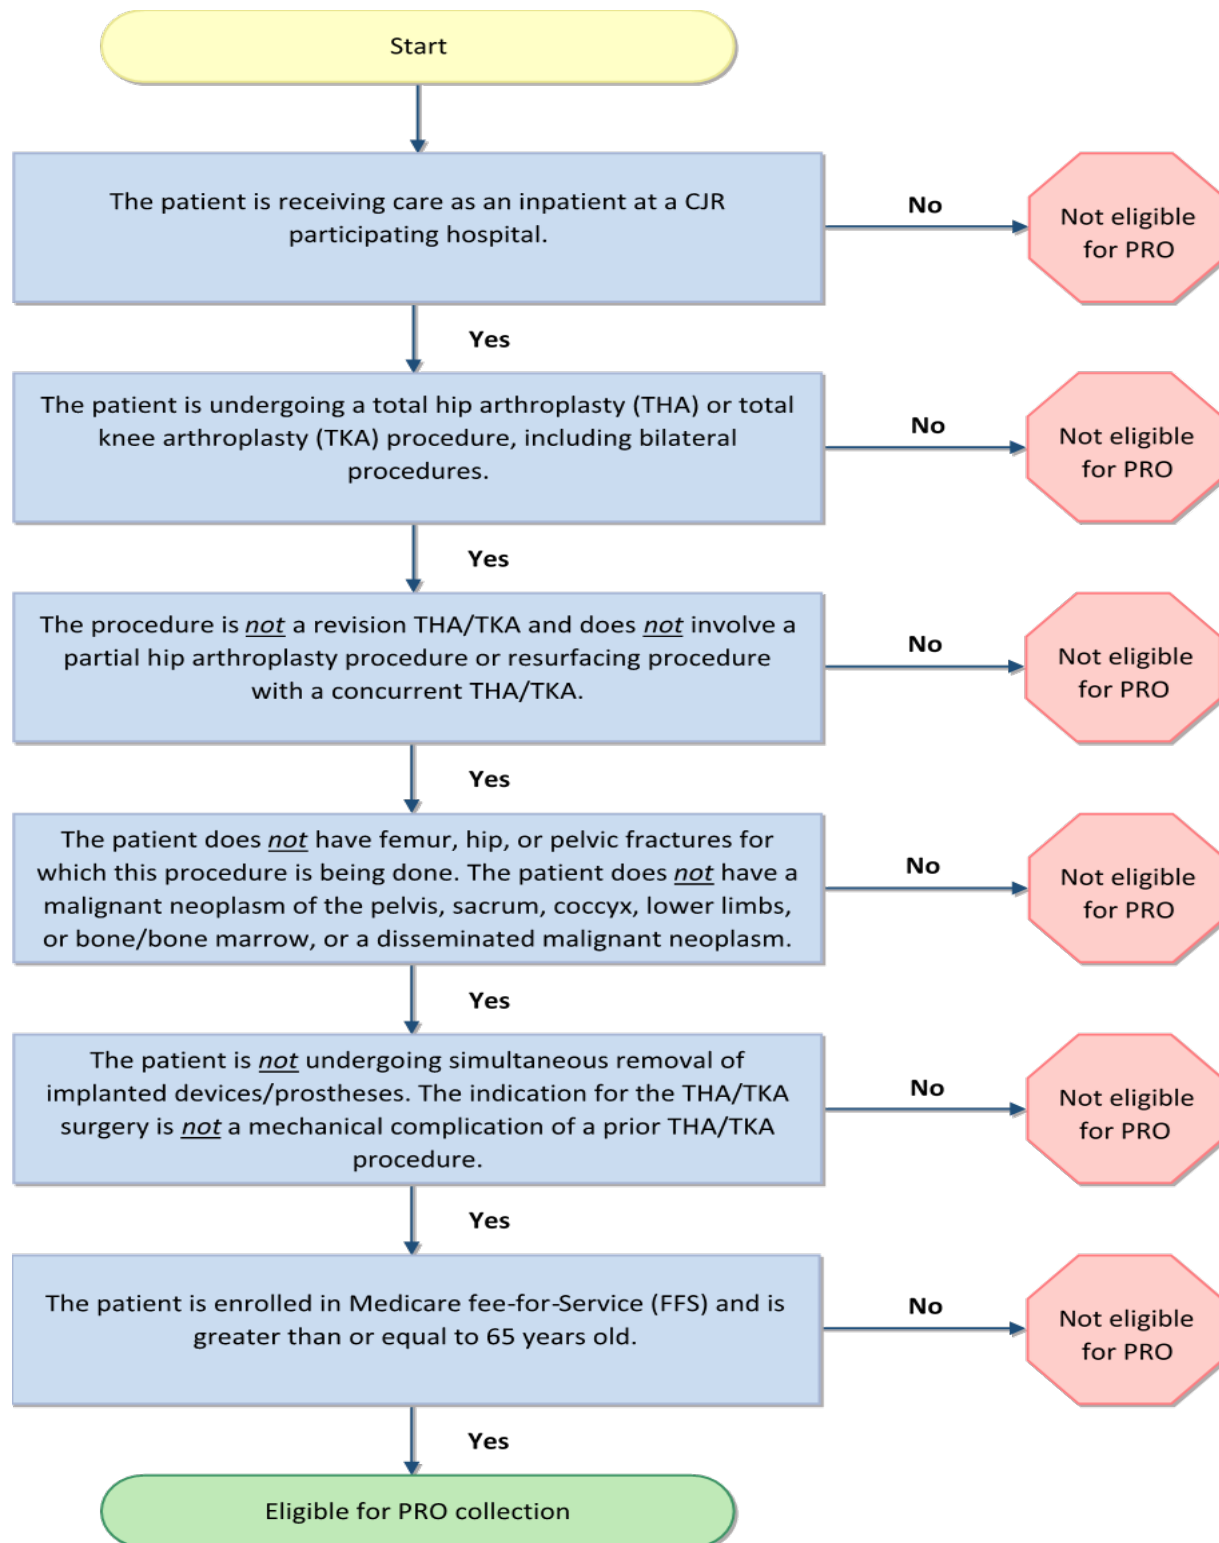 Start
The patient is receiving care as an inpatient at a CJR
participating hospital.
No
Not eligible
for PRO
Yes
The patient is undergoing a total hip arthroplasty (THA) or total
knee arthroplasty (TKA) procedure, including bilateral
procedures.
No
Not eligible
for PRO
Yes
The procedure is not a revision THA/TKA and does not involve a
partial hip arthroplasty procedure or resurfacing procedure
with a concurrent THA/TKA.
No
Not eligible
for PRO
Yes
The patient does not have femur, hip, or pelvic fractures for
which this procedure is being done. The patient does not have a
malignant neoplasm of the pelvis, sacrum, coccyx, lower limbs,
or bone/bone marrow, or a disseminated malignant neoplasm.
No
Not eligible
for PRO
Yes
The patient is not undergoing simultaneous removal of
implanted devices/prostheses. The indication for the THA/TKA
surgery is not a mechanical complication of a prior THA/TKA
procedure.
No
Not eligible
for PRO
Yes
The patient is enrolled in Medicare fee-for-Service (FFS) and is
greater than or equal to 65 years old.
No
Not eligible
for PRO
Yes
Eligible for PRO collection